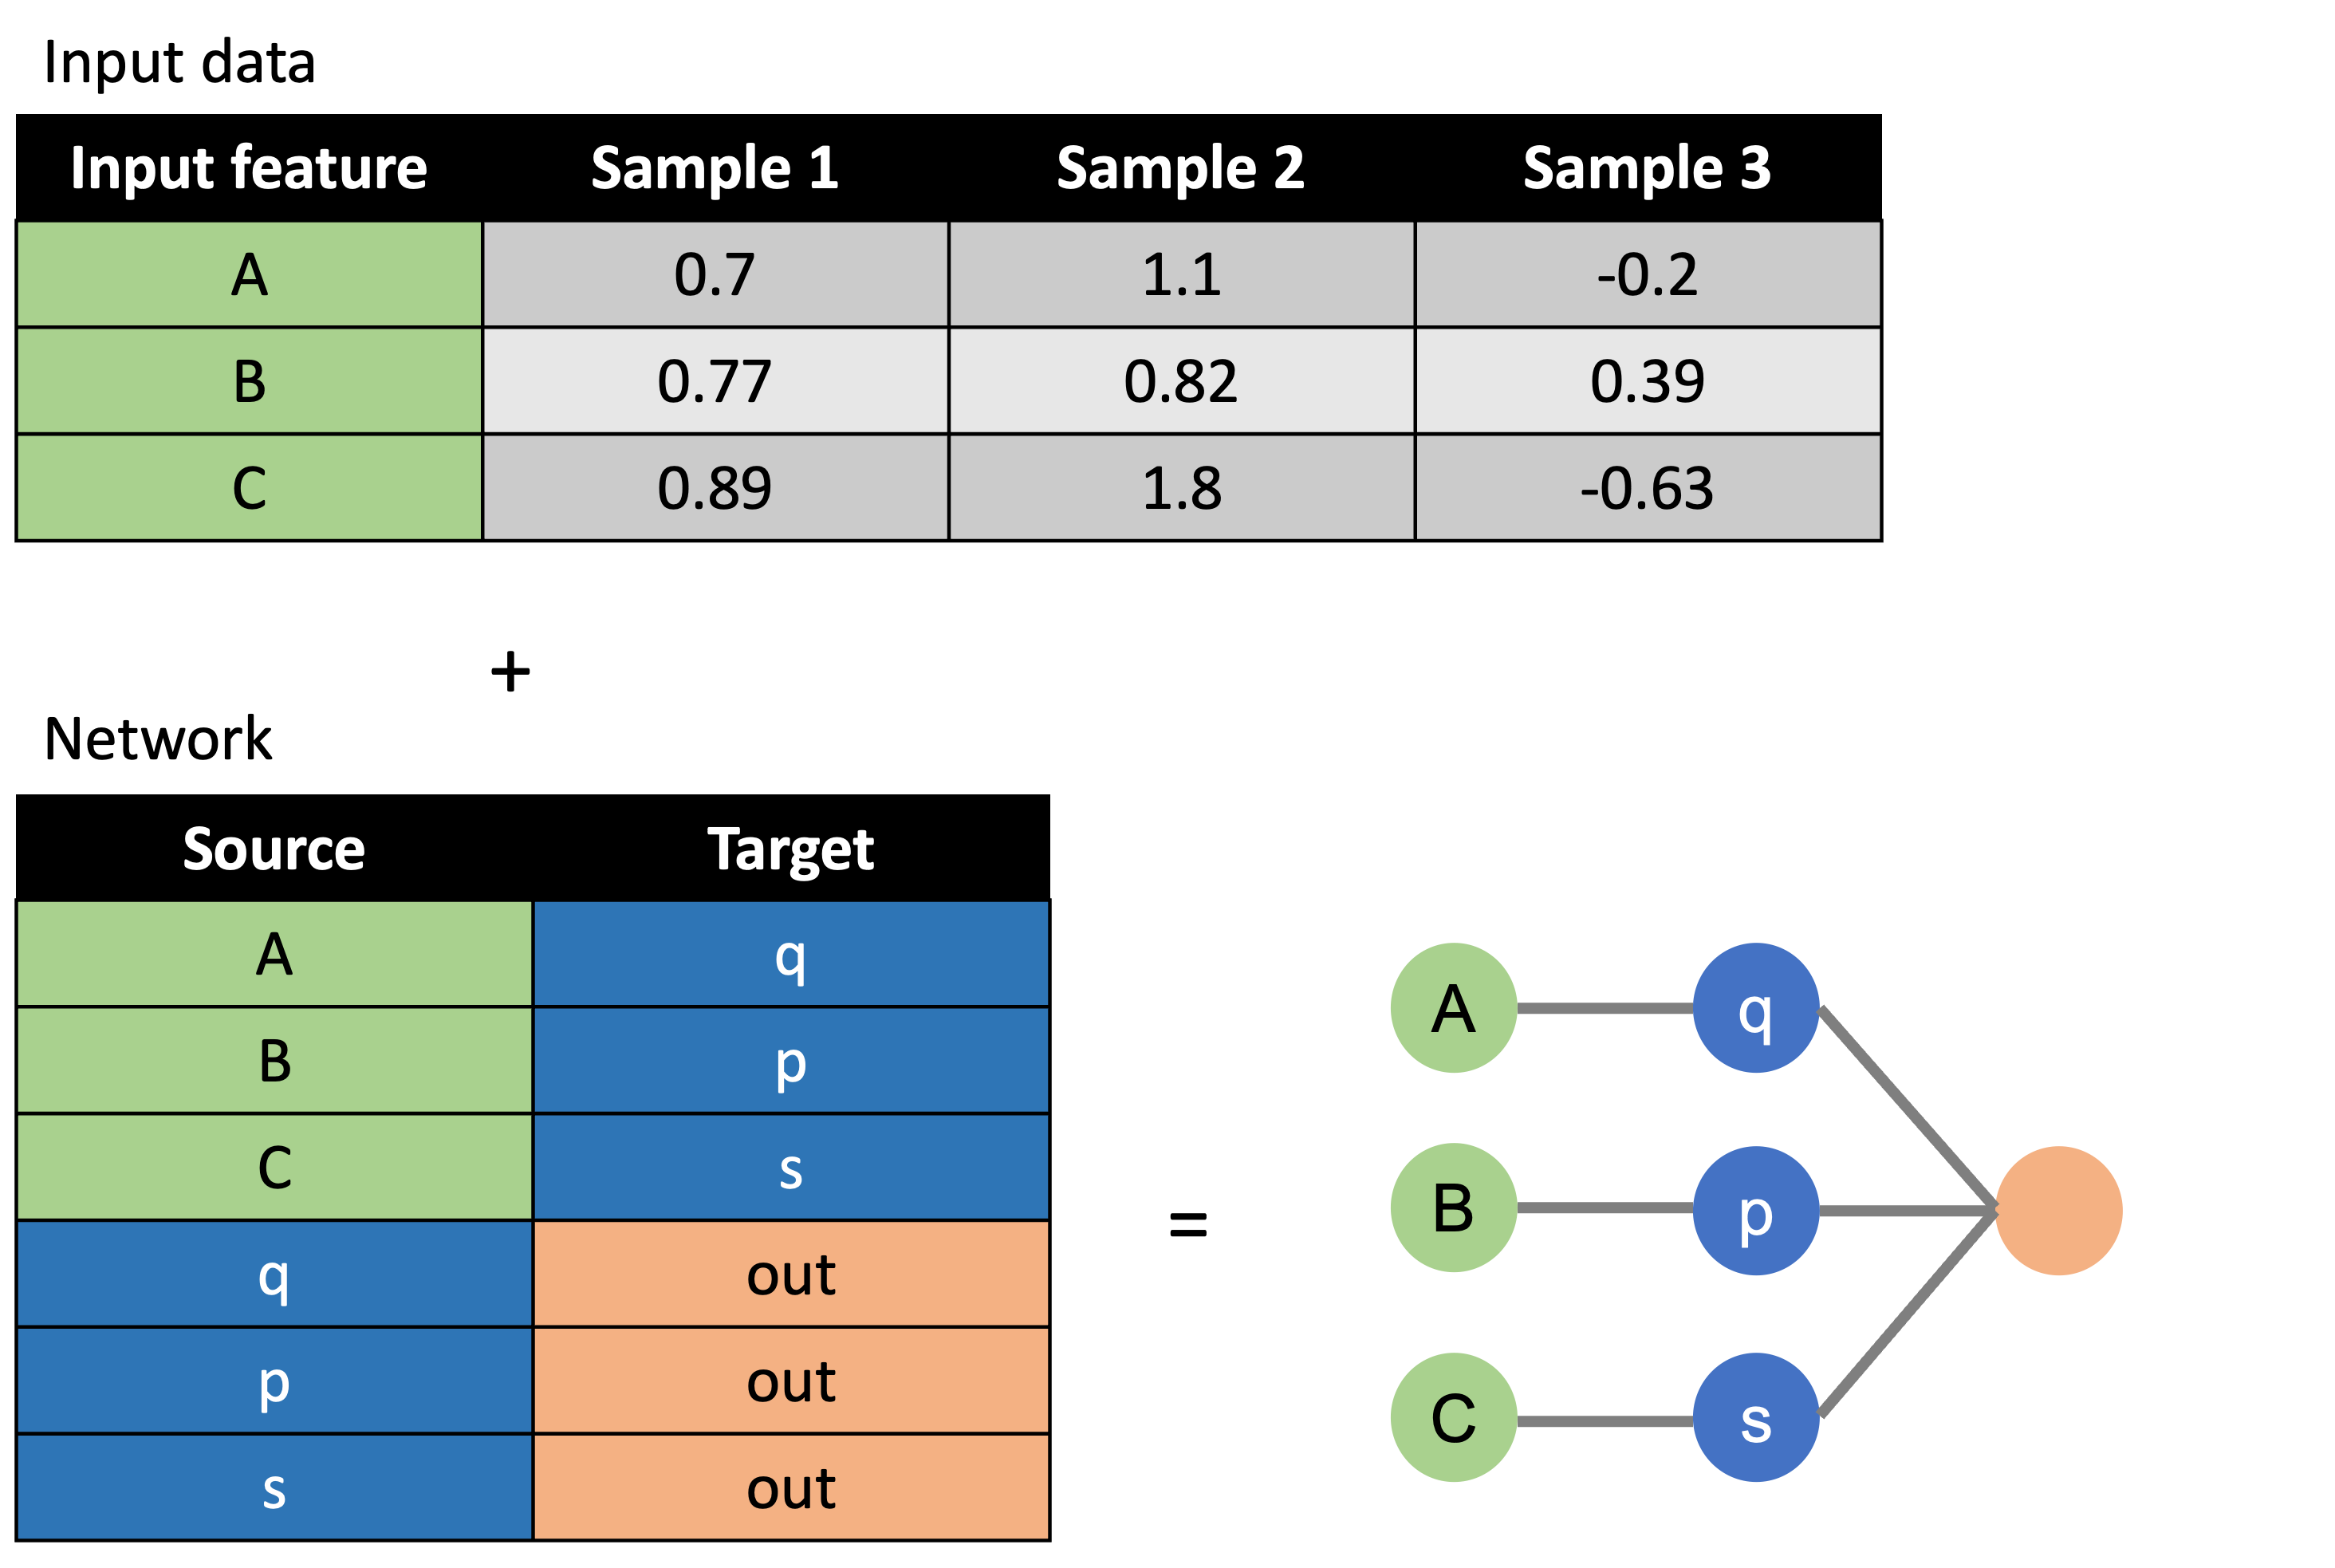 Input data
Input feature Sample 1 Sample 2 Sample 3
A 0.7 1.1 -0.2
B 0.77 0.82 0.39
C 0.89 1.8 -0.63
+
Network
Source Target
A q
B p
C s
q out
p out
s out
=
A q
B p
C s